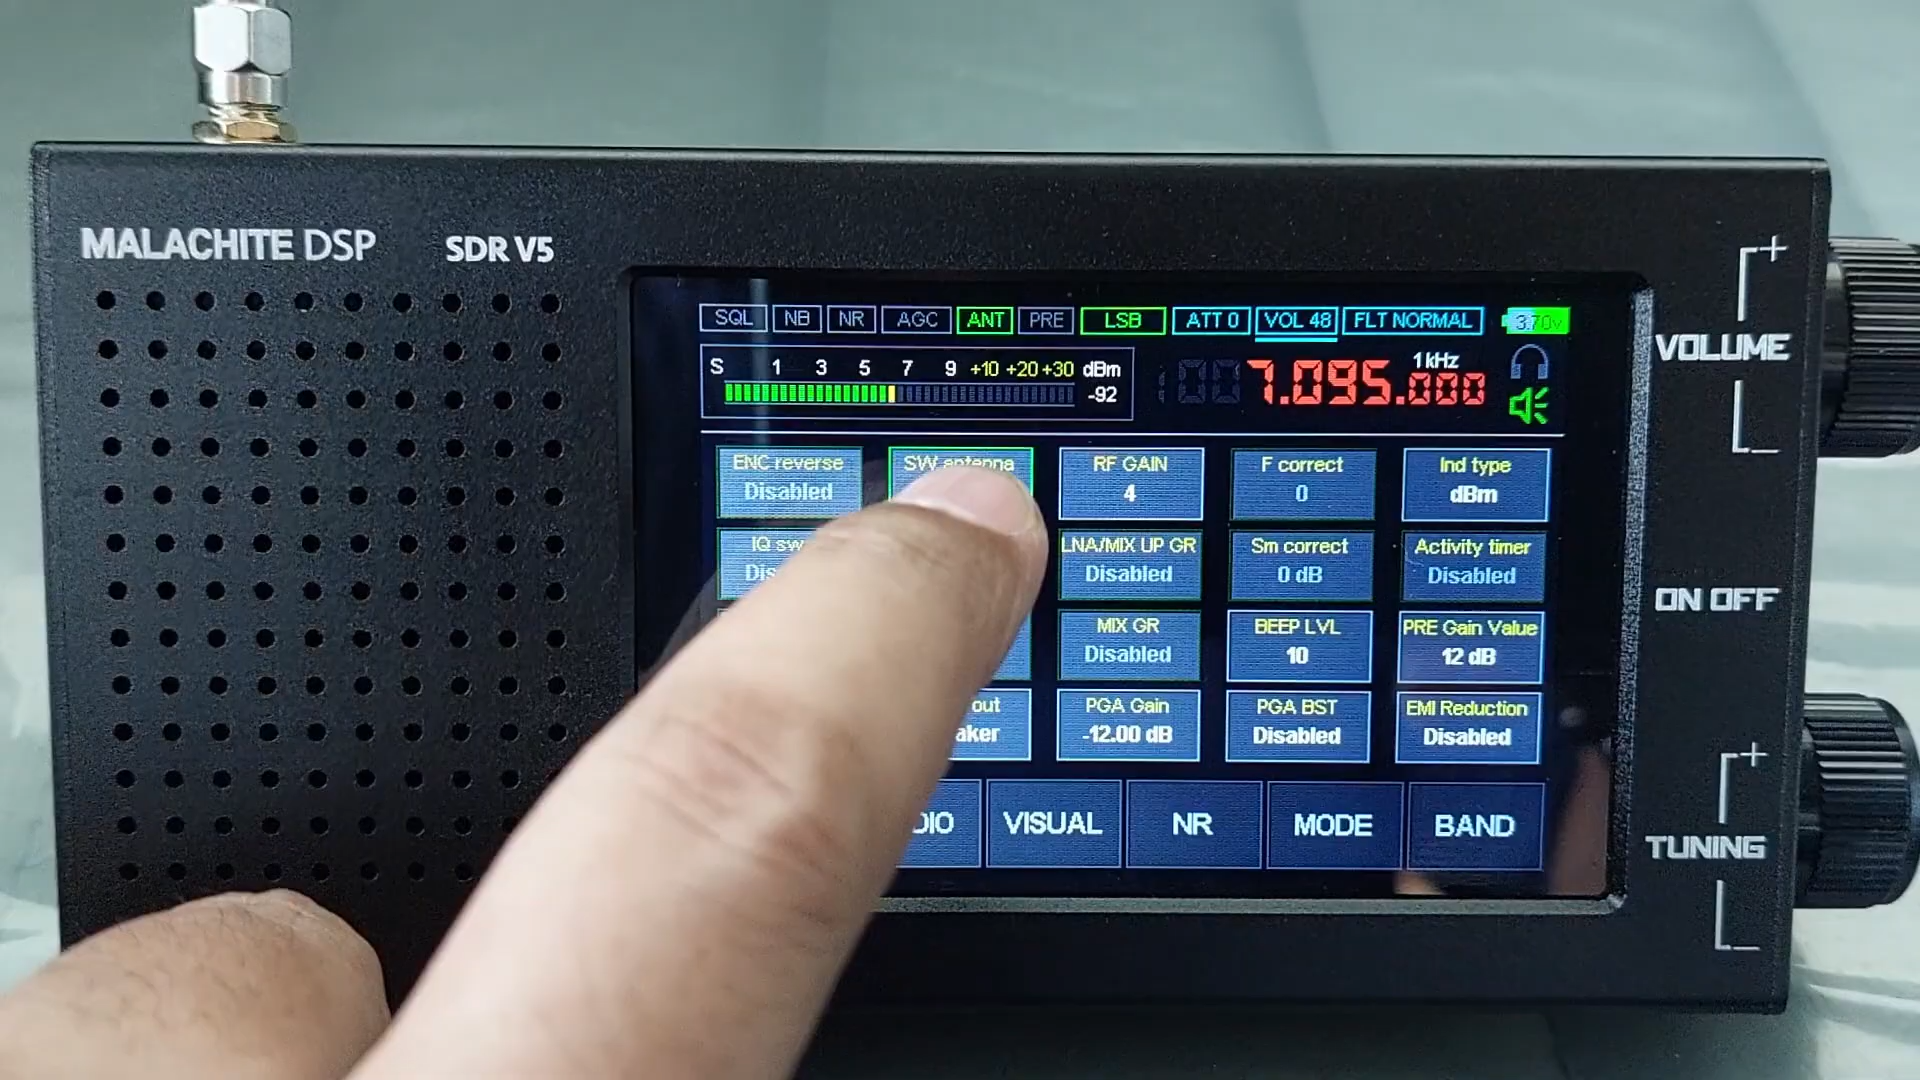 MALACHITE DSP SDR V5
SQL NB NR AGC ANT PRE LSB ATT 0 VOL 48 FLT NORMAL 3.70v
S 1 3 5 7 9 +10 +20 +30 dBm
-92
7.095.000
1 kHz
VOLUME
ENC reverse
Disabled
SW antenna
RF GAIN
4
F correct
0
Ind type
dBm
IQ
LNA/MIX UP GR
Disabled
Sm correct
0 dB
Activity timer
Disabled
ON OFF
MIX GR
Disabled
BEEP LVL
10
PRE Gain Value
12 dB
out
PGA Gain
-12.00 dB
PGA BST
Disabled
EMI Reduction
Disabled
VISUAL NR MODE BAND
TUNING